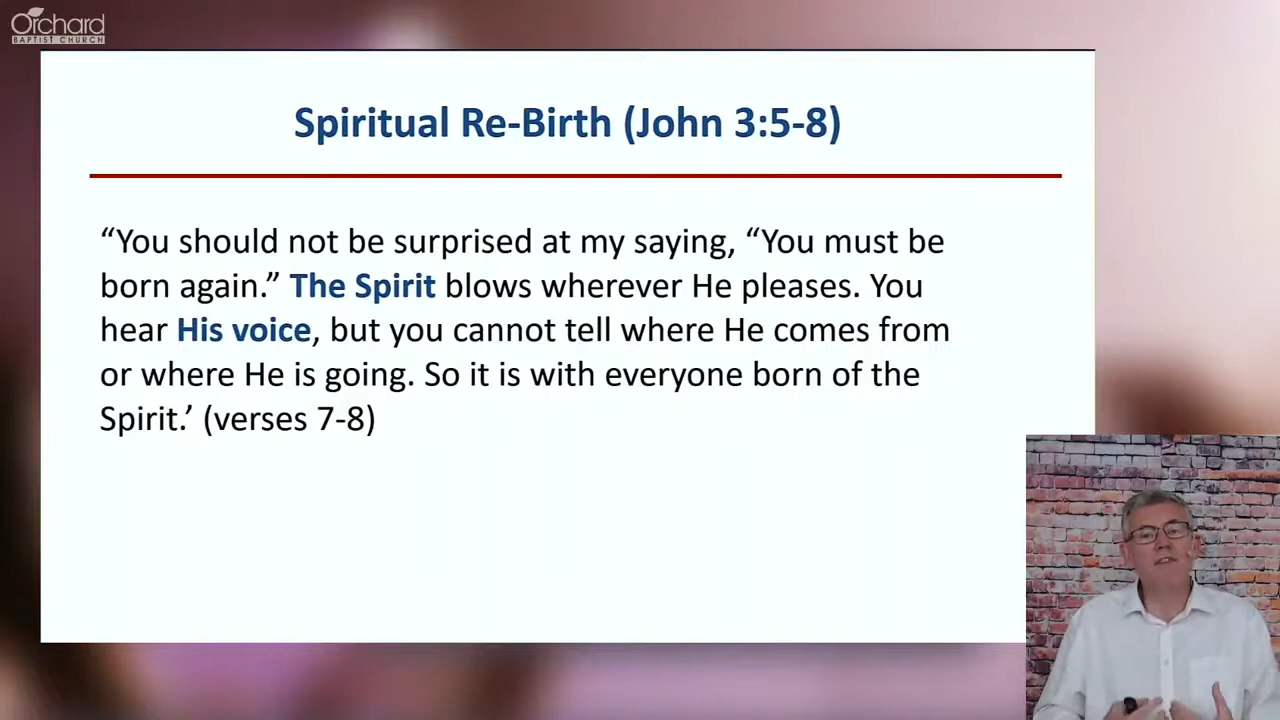 Orchard
BAPTIST CHURCH
Spiritual Re-Birth (John 3:5-8)
“You should not be surprised at my saying, “You must be
born again.” The Spirit blows wherever He pleases. You
hear His voice, but you cannot tell where He comes from
or where He is going. So it is with everyone born of the
Spirit.’ (verses 7-8)